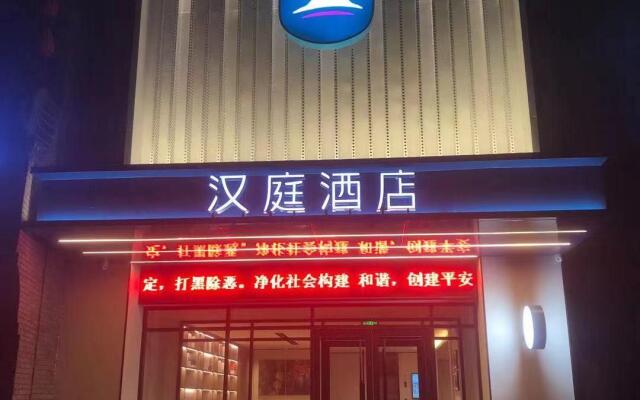 汉庭酒店
定，打黑除恶。净化社会构建 和谐，创建平安